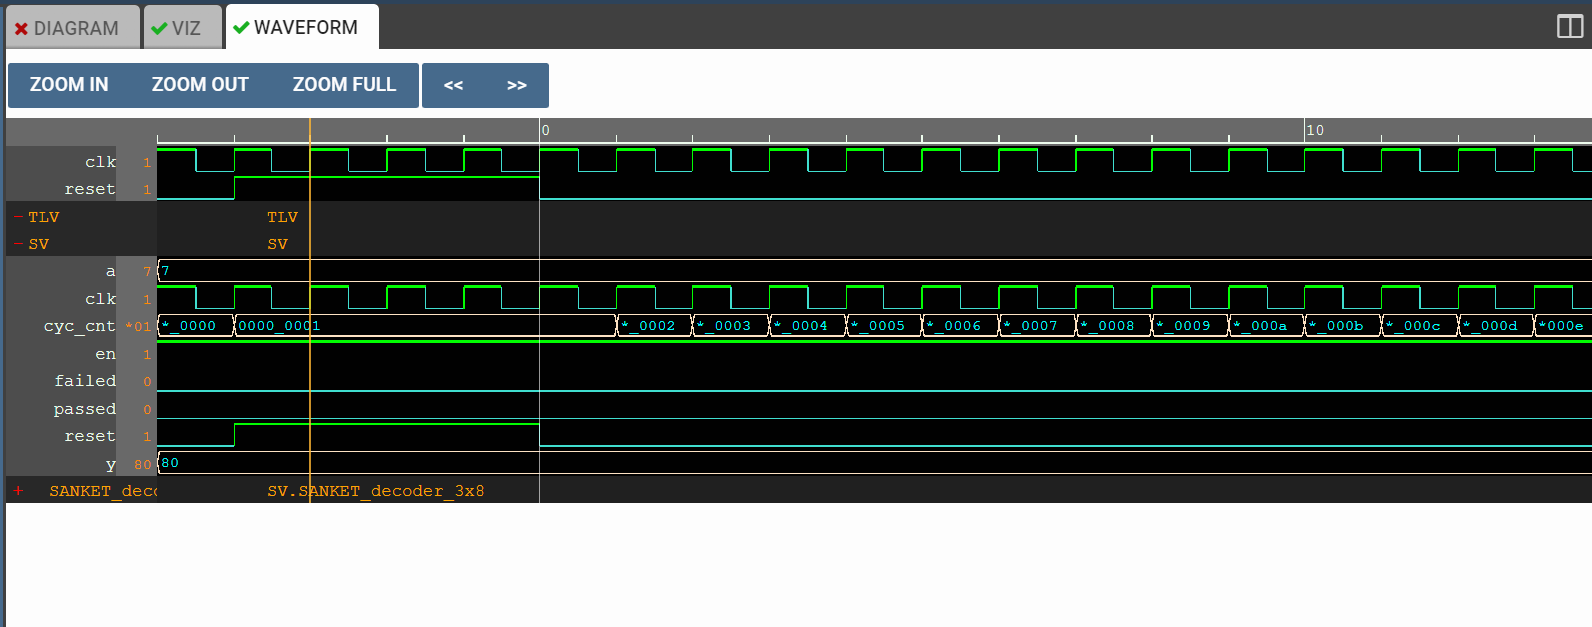 DIAGRAM VIZ WAVEFORM
ZOOM IN ZOOM OUT ZOOM FULL << >>
0 10
clk 1
reset 1
- TLV TLV
- SV SV
a 7 7
clk 1
cyc_cnt *01 *_0000 0000_0001 *_0002 *_0003 *_0004 *_0005 *_0006 *_0007 *_0008 *_0009 *_000a *_000b *_000c *_000d *000e
en 1
failed 0
passed 0
reset 1
y 80 80
+ SANKET_deco SV.SANKET_decoder_3x8